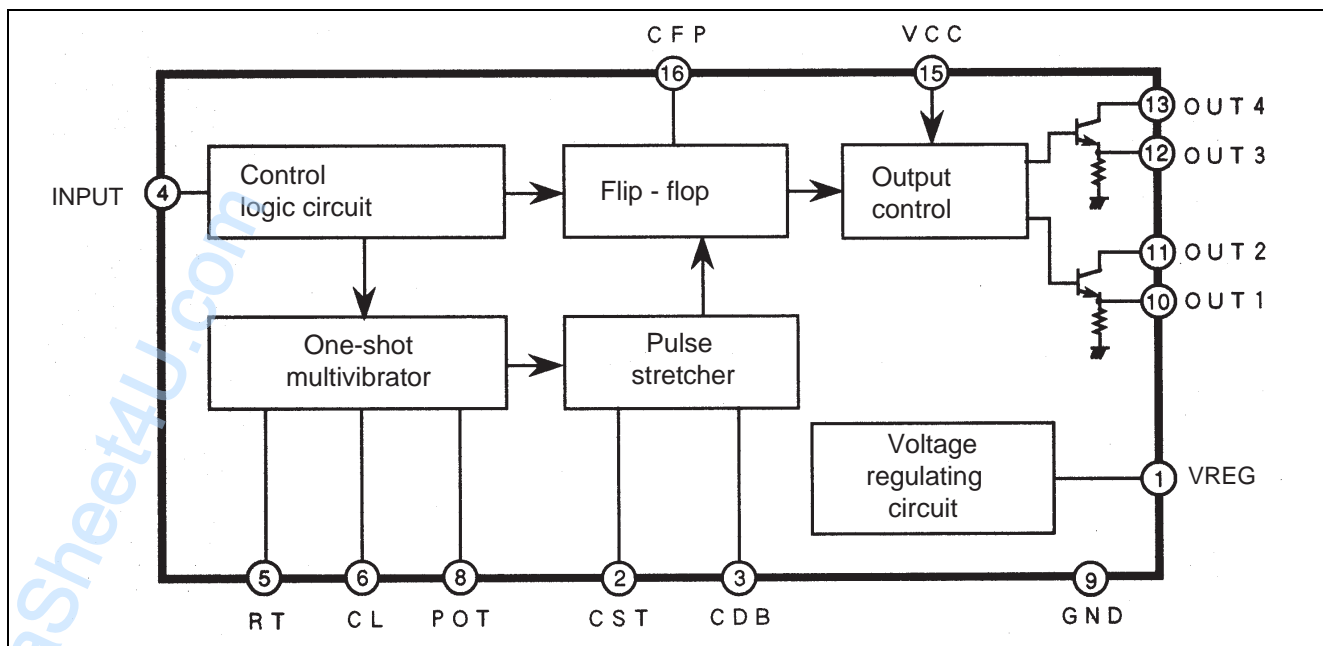 CFP
VCC
16
15
13 OUT 4
12 OUT 3
INPUT 4
Control
logic circuit
Flip - flop
Output
control
11 OUT 2
10 OUT 1
One-shot
multivibrator
Pulse
stretcher
Voltage
regulating
circuit
1 VREG
5
6
8
2
3
9
RT
CL
POT
CST
CDB
GND
aSheet4U.com